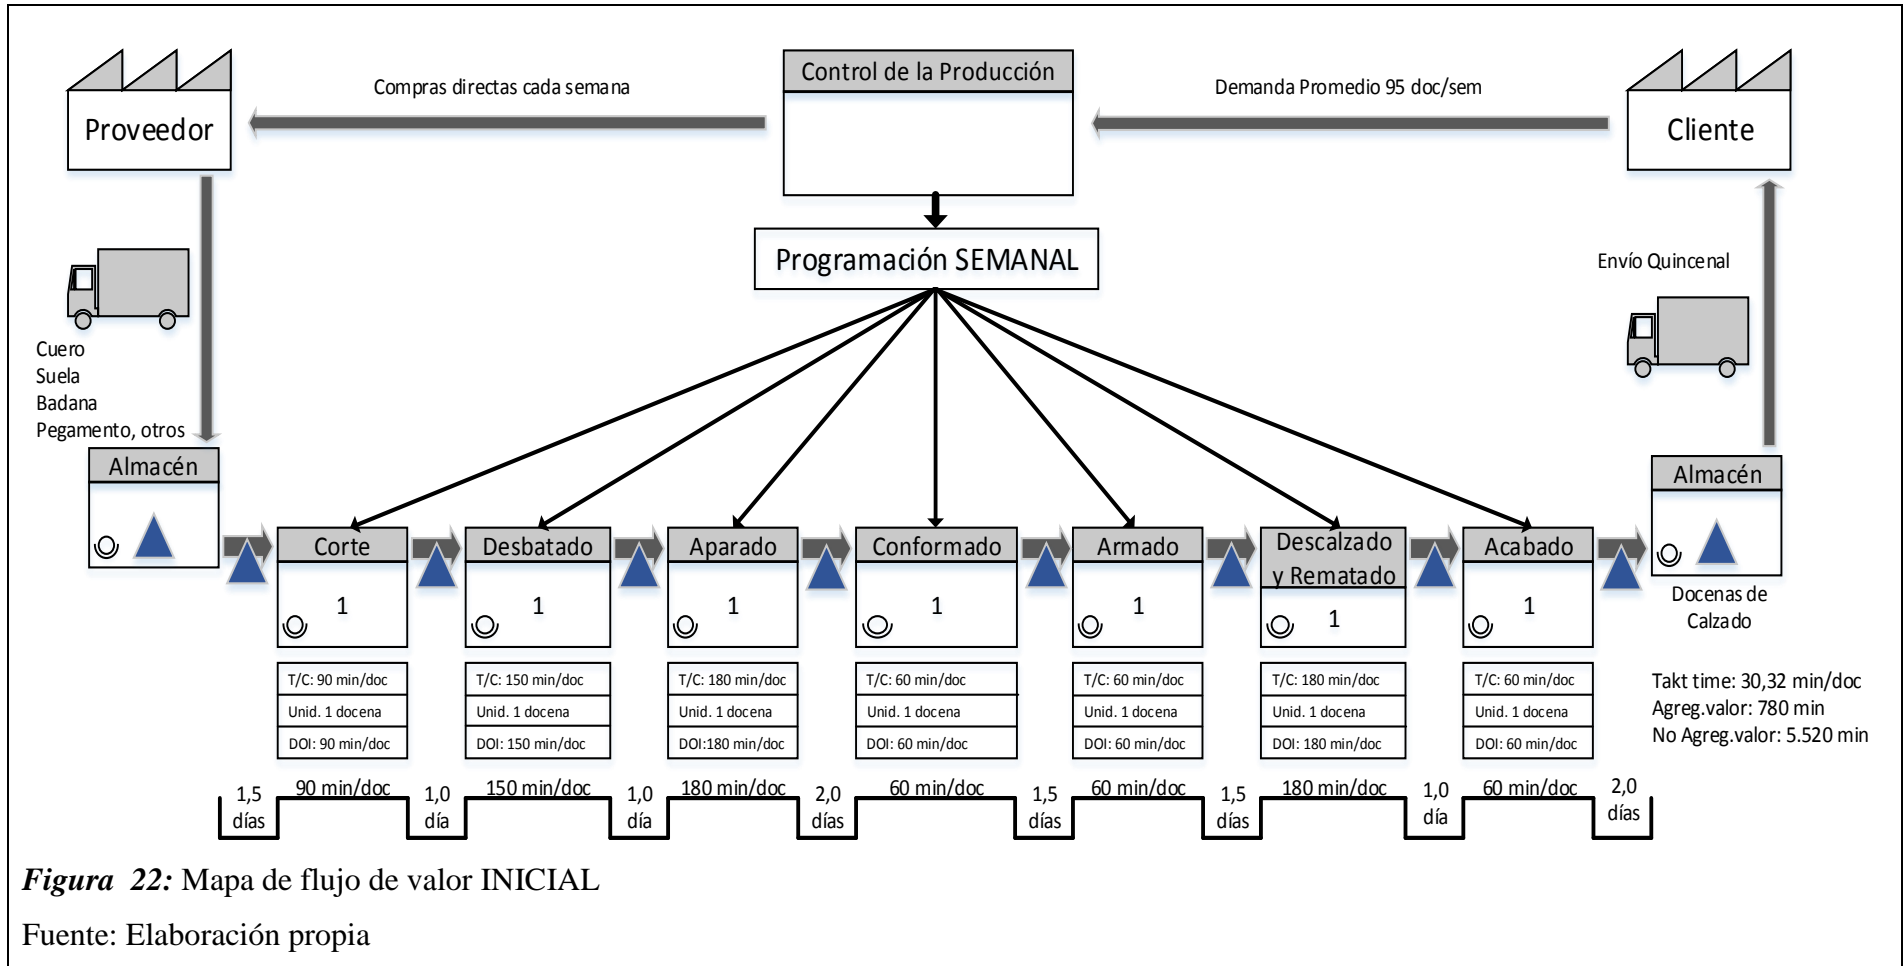 Control de la Producción
Compras directas cada semana
Demanda Promedio 95 doc/sem
Proveedor
Cliente
Programación SEMANAL
Envío Quincenal
Cuero
Suela
Badana
Pegamento, otros
Almacén
Almacén
Docenas de
Calzado
Corte
1
Desbatado
1
Aparado
1
Conformado
1
Armado
1
Descalzado
y Rematado
1
Acabado
1
T/C: 90 min/doc
Unid. 1 docena
DOI: 90 min/doc
T/C: 150 min/doc
Unid. 1 docena
DOI: 150 min/doc
T/C: 180 min/doc
Unid. 1 docena
DOI:180 min/doc
T/C: 60 min/doc
Unid. 1 docena
DOI: 60 min/doc
T/C: 60 min/doc
Unid. 1 docena
DOI: 60 min/doc
T/C: 180 min/doc
Unid. 1 docena
DOI: 180 min/doc
T/C: 60 min/doc
Unid. 1 docena
DOI: 60 min/doc
Takt time: 30,32 min/doc
Agreg.valor: 780 min
No Agreg.valor: 5.520 min
1,5
días
90 min/doc
1,0
día
150 min/doc
1,0
día
180 min/doc
2,0
días
60 min/doc
1,5
días
60 min/doc
1,5
días
180 min/doc
1,0
día
60 min/doc
2,0
días
Figura 22: Mapa de flujo de valor INICIAL
Fuente: Elaboración propia